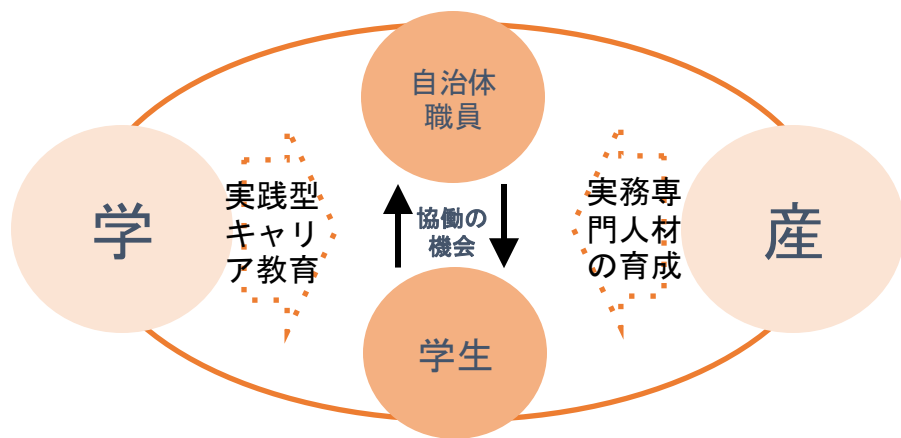 自治体
職員
学
実践型
キャリ
ア教育
協働の
機会
実務専
門人材
の育成
産
学生